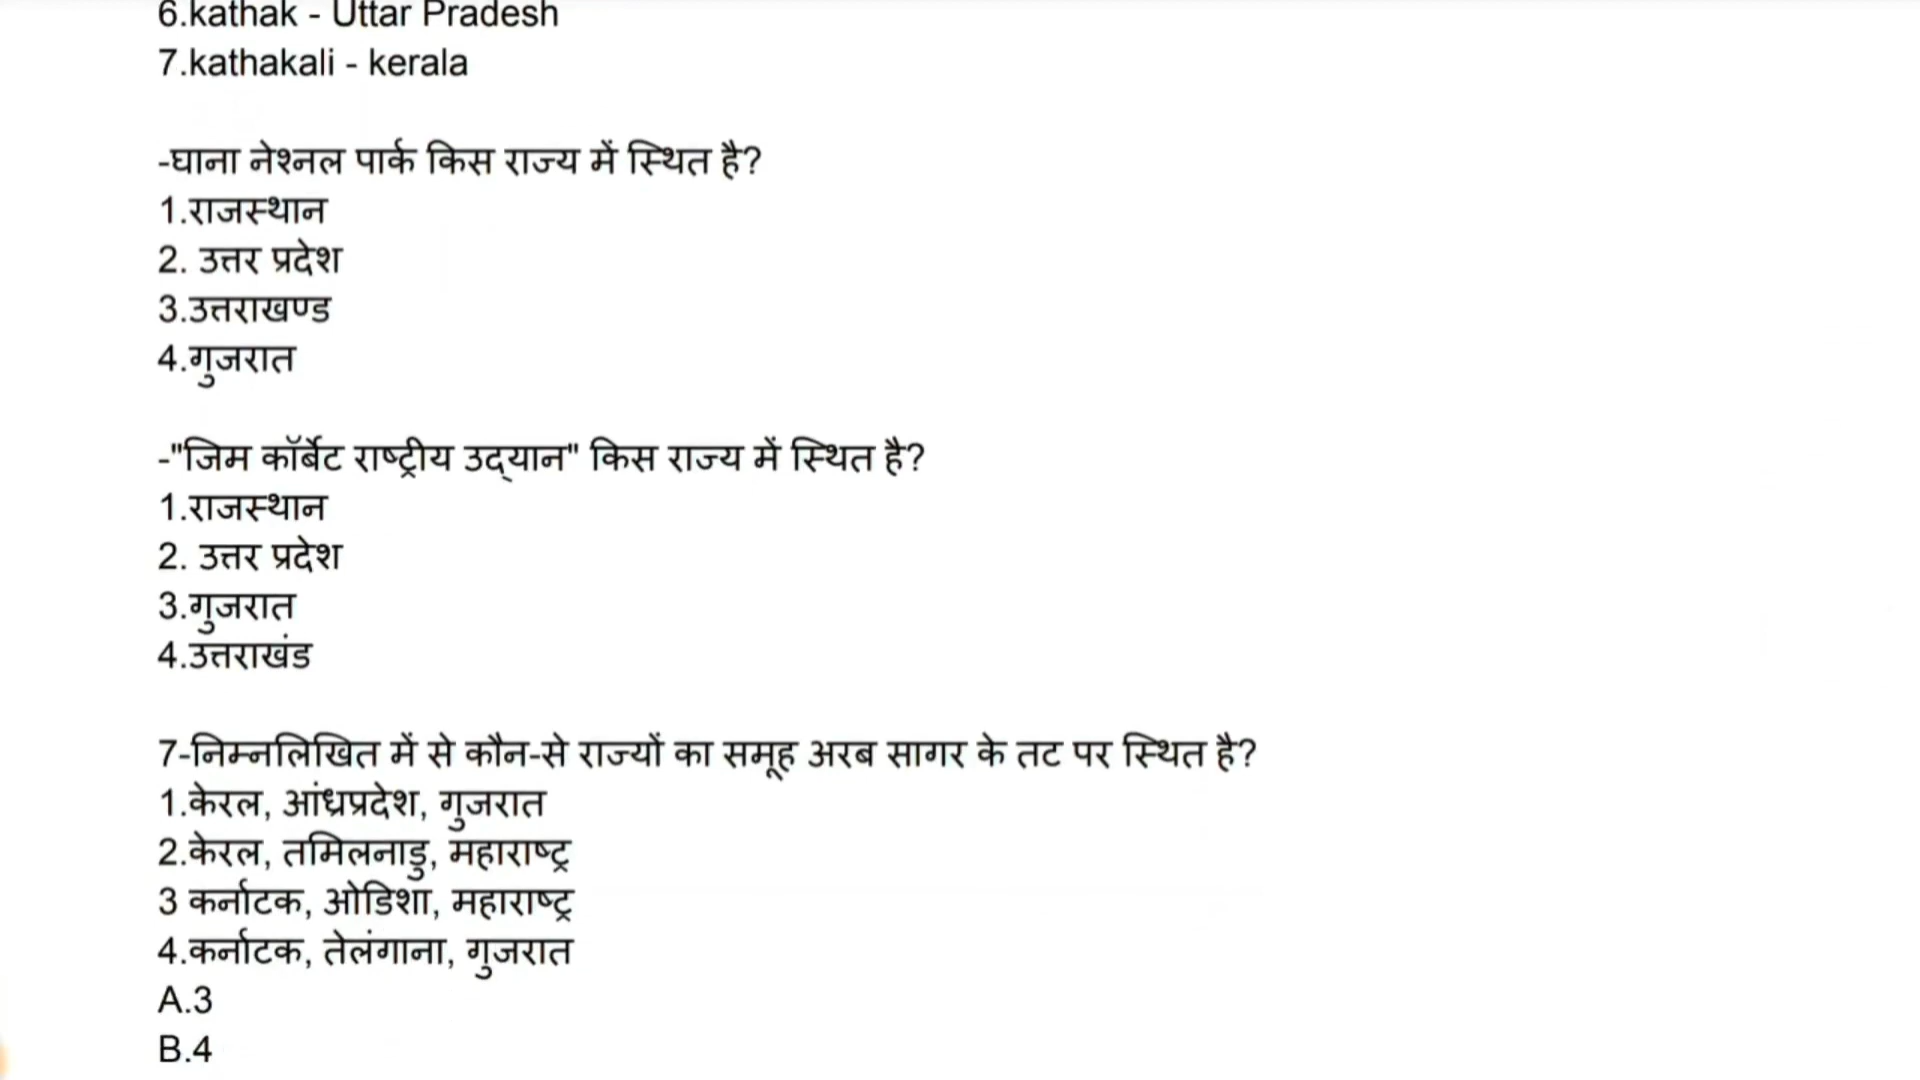 6.kathak - Uttar Pradesh
7.kathakali - kerala
-घाना नेश्नल पार्क किस राज्य में स्थित है?
1.राजस्थान
2. उत्तर प्रदेश
3.उत्तराखण्ड
4.गुजरात
-"जिम कॉर्बेट राष्ट्रीय उद्यान" किस राज्य में स्थित है?
1.राजस्थान
2. उत्तर प्रदेश
3.गुजरात
4.उत्तराखंड
7-निम्नलिखित में से कौन-से राज्यों का समूह अरब सागर के तट पर स्थित है?
1.केरल, आंध्रप्रदेश, गुजरात
2.केरल, तमिलनाडु, महाराष्ट्र
3 कर्नाटक, ओडिशा, महाराष्ट्र
4.कर्नाटक, तेलंगाना, गुजरात
A.3
B.4